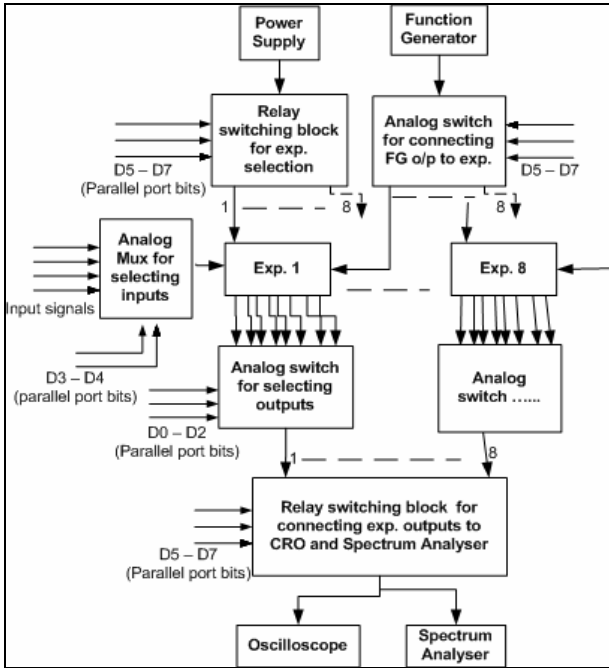 Power
Supply
Function
Generator
Relay
switching block
for exp.
selection
Analog switch
for connecting
FG o/p to exp.
D5 – D7
(Parallel port bits)
D5 – D7
1
8
8
Analog
Mux for
selecting
inputs
Exp. 1
Exp. 8
Input signals
D3 – D4
(parallel port bits)
Analog switch
for selecting
outputs
Analog
switch ......
D0 – D2
(Parallel port bits)
1
8
Relay switching block for
connecting exp. outputs to
CRO and Spectrum Analyser
D5 – D7
(Parallel port bits)
Oscilloscope
Spectrum
Analyser